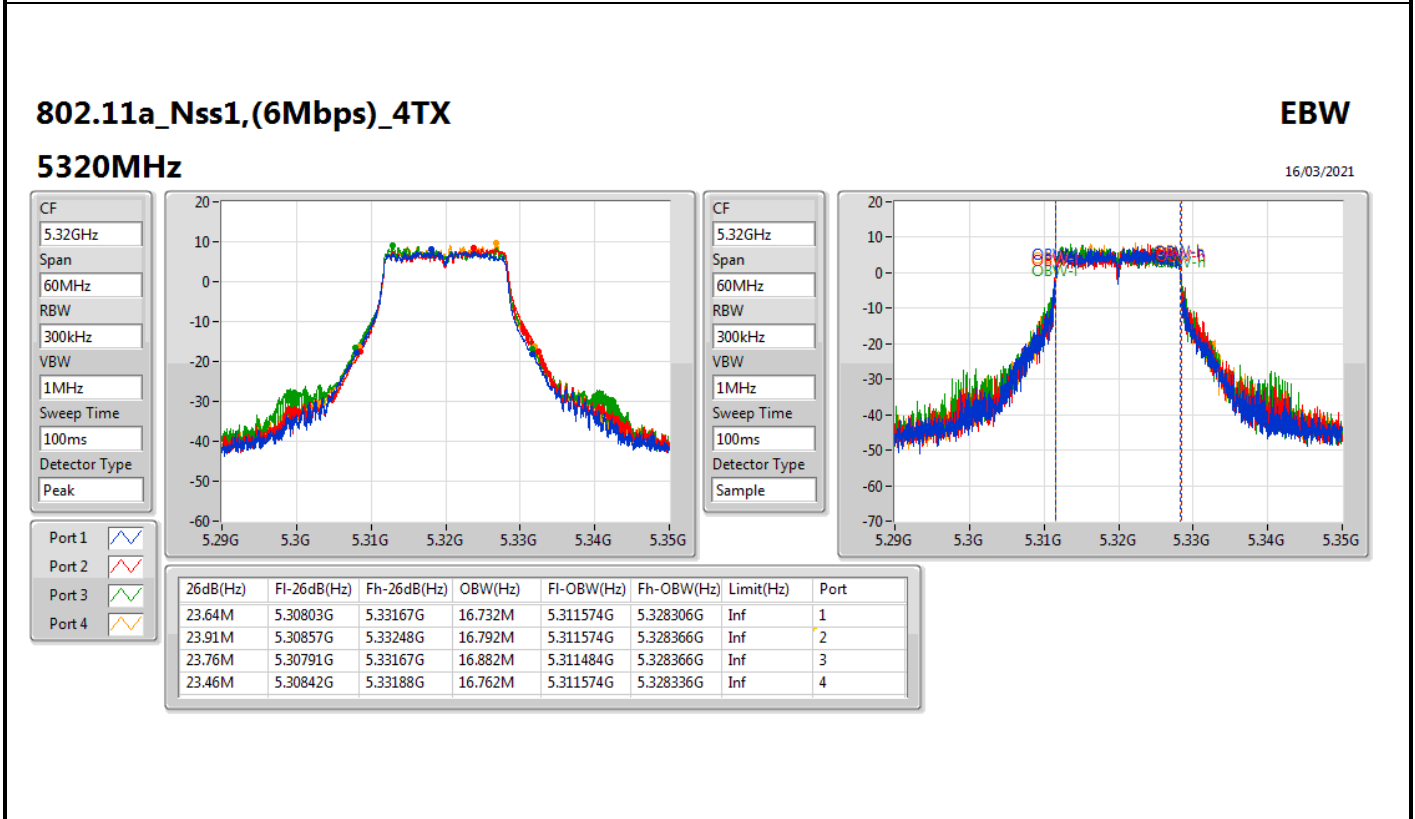 802.11a_Nss1,(6Mbps)_4TX
EBW
5320MHz
16/03/2021
CF
5.32GHz
Span
60MHz
RBW
300kHz
VBW
1MHz
Sweep Time
100ms
Detector Type
Peak
20
10
0
-10
-20
-30
-40
-50
-60
5.29G 5.3G 5.31G 5.32G 5.33G 5.34G 5.35G
CF
5.32GHz
Span
60MHz
RBW
300kHz
VBW
1MHz
Sweep Time
100ms
Detector Type
Sample
20
10
0
-10
-20
-30
-40
-50
-60
-70
OBW-l
5.29G 5.3G 5.31G 5.32G 5.33G 5.34G 5.35G
Port 1
Port 2
Port 3
Port 4
26dB(Hz) Fl-26dB(Hz) Fh-26dB(Hz) OBW(Hz) Fl-OBW(Hz) Fh-OBW(Hz) Limit(Hz) Port
23.64M 5.30803G 5.33167G 16.732M 5.311574G 5.328306G Inf 1
23.91M 5.30857G 5.33248G 16.792M 5.311574G 5.328366G Inf 2
23.76M 5.30791G 5.33167G 16.882M 5.311484G 5.328366G Inf 3
23.46M 5.30842G 5.33188G 16.762M 5.311574G 5.328336G Inf 4